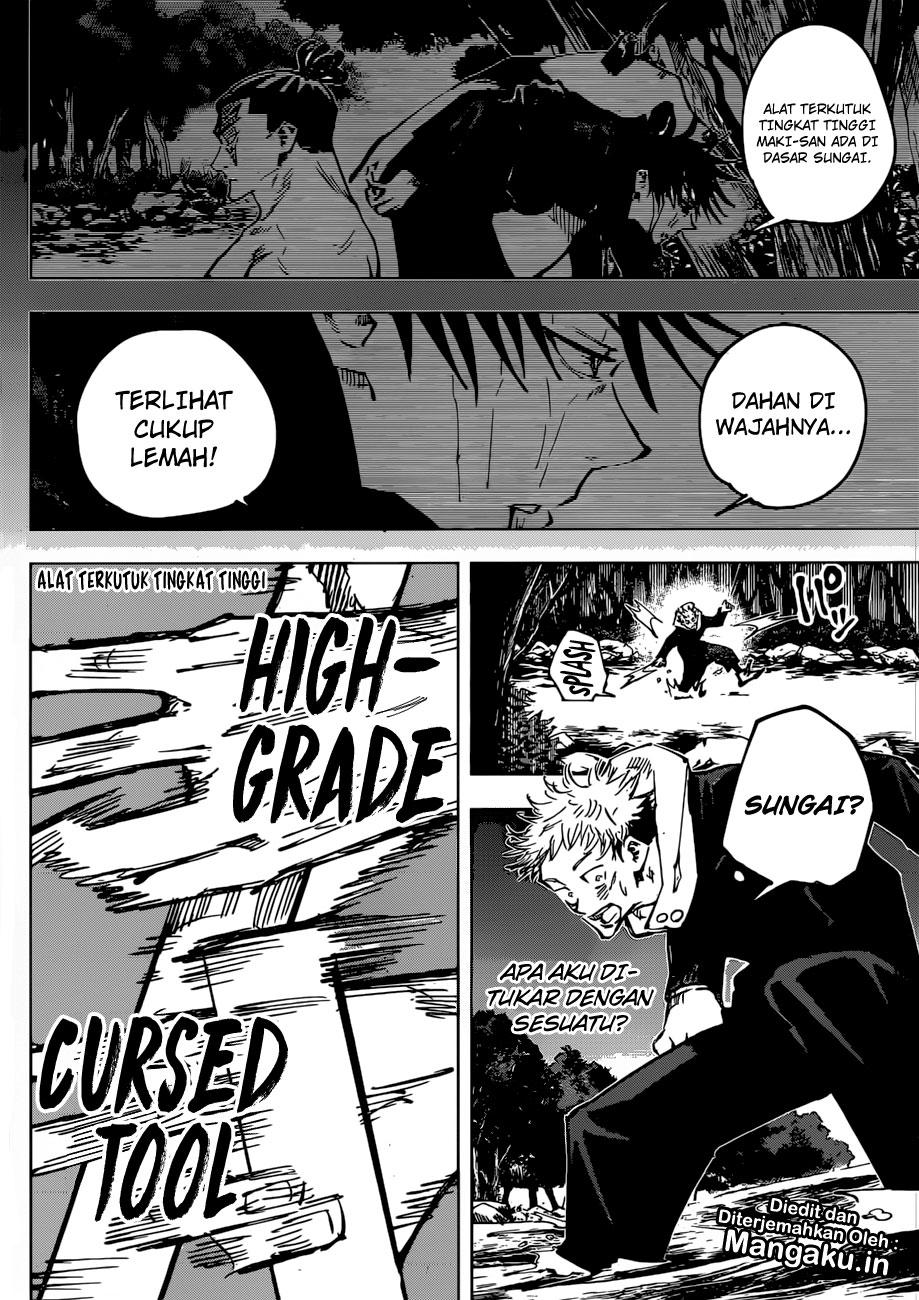 ALAT TERKUTUK
TINGKAT TINGGI
MAKI-SAN ADA DI
DASAR SUNGAI.
DAHAN DI
WAJAHNYA...
TERLIHAT
CUKUP
LEMAH!
パッ
SPLASH
SUNGAI?
APA AKU DI-
TUKAR DENGAN
SESUATU?
ALAT TERKUTUK TINGKAT TINGGI
HIGH-
GRADE
CURSED
TOOL
Diedit dan
Diterjemahkan Oleh :
Mangaku.in